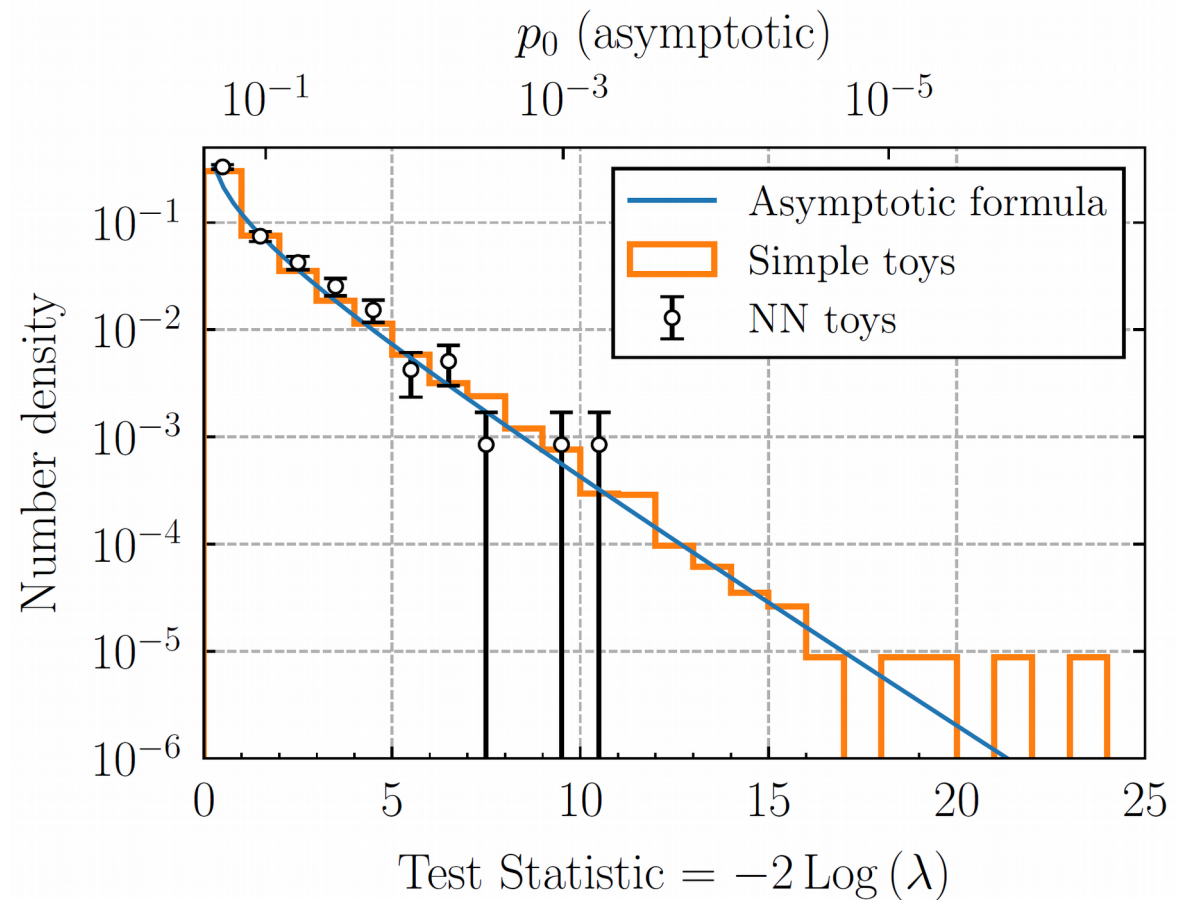 p₀ (asymptotic)
10⁻¹ 10⁻³ 10⁻⁵
Asymptotic formula
Simple toys
NN toys
Number density
10⁻¹
10⁻²
10⁻³
10⁻⁴
10⁻⁵
10⁻⁶
0 5 10 15 20 25
Test Statistic = −2 Log (λ)